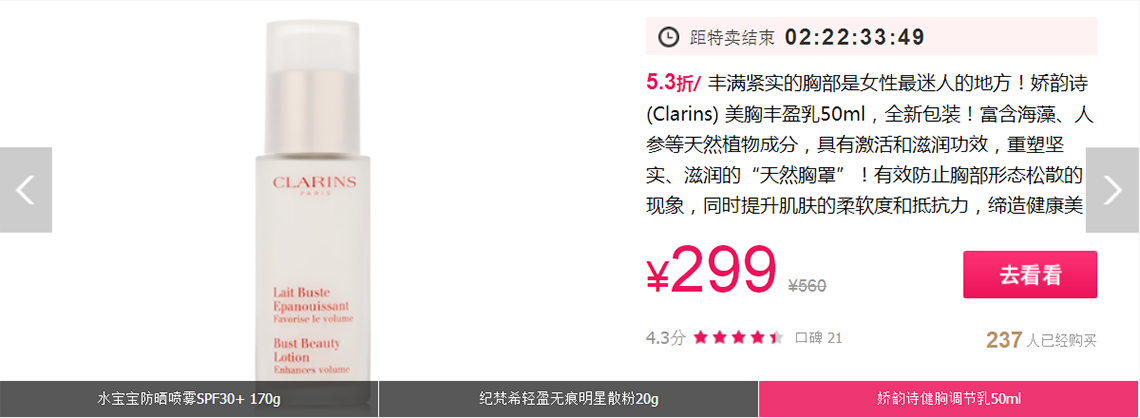 距特卖结束 02:22:33:49
5.3折/ 丰满紧实的胸部是女性最迷人的地方！娇韵诗
(Clarins) 美胸丰盈乳50ml，全新包装！富含海藻、人
参等天然植物成分，具有激活和滋润功效，重塑坚
实、滋润的“天然胸罩”！有效防止胸部形态松散的
现象，同时提升肌肤的柔软度和抵抗力，缔造健康美
¥299 ¥560
去看看
4.3分 口碑 21
237人已经购买
CLARINS
PARIS
Lait Buste
Epanouissant
Favorise le volume
Bust Beauty
Lotion
Enhances volume
水宝宝防晒喷雾SPF30+ 170g
纪梵希轻盈无痕明星散粉20g
娇韵诗健胸调节乳50ml